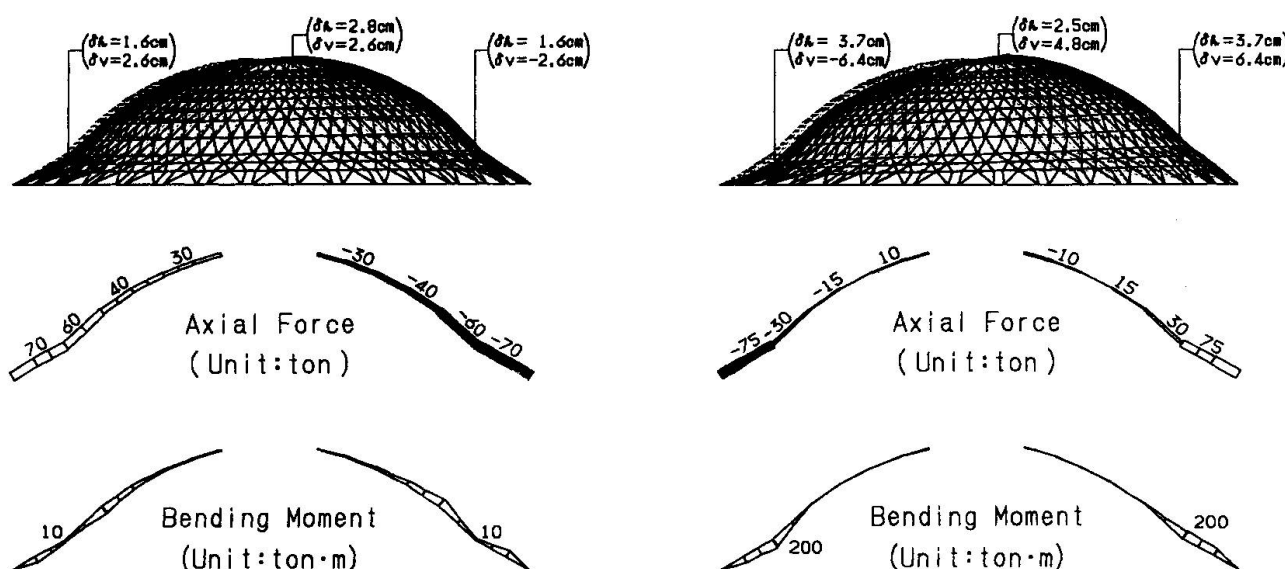 (δh=1.6cm
δv=2.6cm)
(δh=2.8cm
δv=2.6cm)
(δh= 1.6cm
δv=-2.6cm)
(δh= 3.7cm
δv=-6.4cm)
(δh=2.5cm
δv=4.8cm)
(δh=3.7cm
δv=6.4cm)
70 60 40 30
-30 -40 -60 -70
Axial Force
(Unit:ton)
-75 -30 -15 10
-10 15 30 75
Axial Force
(Unit:ton)
10
10
Bending Moment
(Unit:ton·m)
200
200
Bending Moment
(Unit:ton·m)